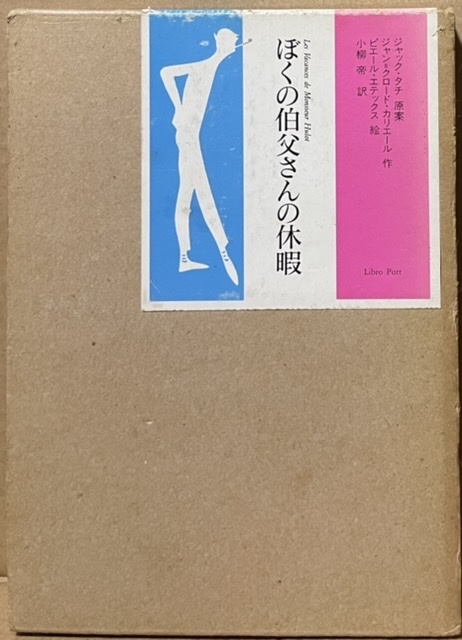 ジャック・タチ 原案
ジャン=クロード・カリエール 作
ピエール・エテックス 絵
小柳 帝 訳
Les Vacances de Monsieur Hulot
ぼくの伯父さんの休暇
Libro Port